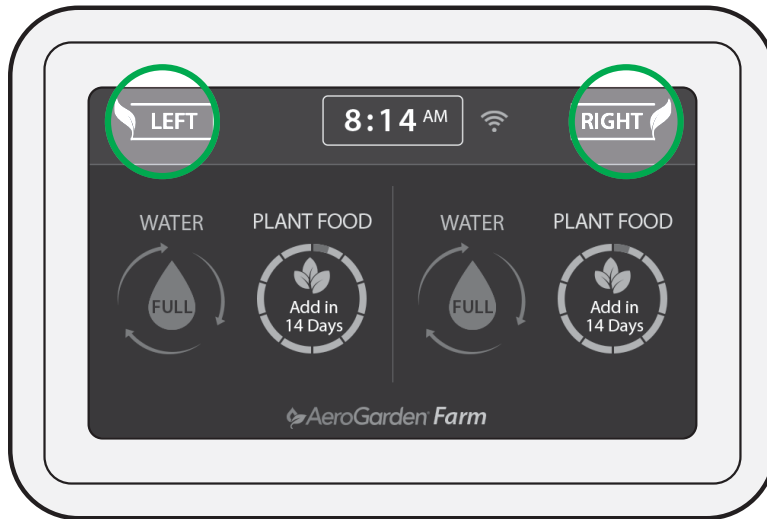 LEFT
8:14 AM
RIGHT
WATER
FULL
PLANT FOOD
Add in
14 Days
WATER
FULL
PLANT FOOD
Add in
14 Days
AeroGarden Farm